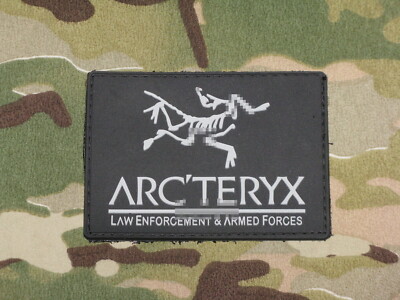 ARC'TERYX
LAW ENFORCEMENT & ARMED FORCES